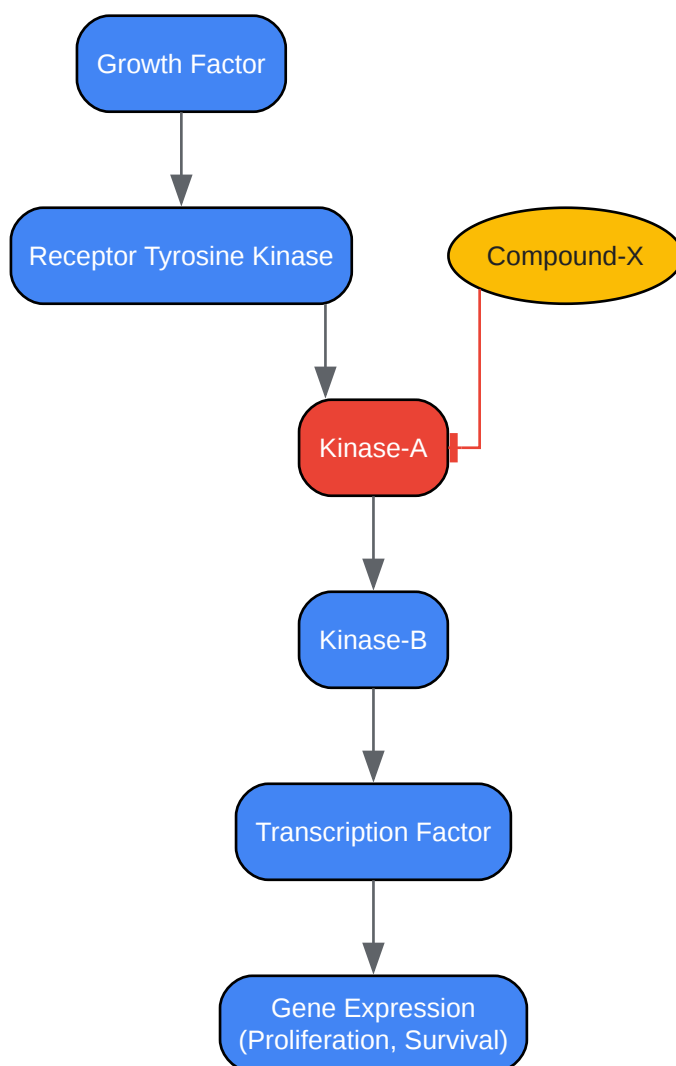 Growth Factor
Receptor Tyrosine Kinase
Compound-X
Kinase-A
Kinase-B
Transcription Factor
Gene Expression
(Proliferation, Survival)